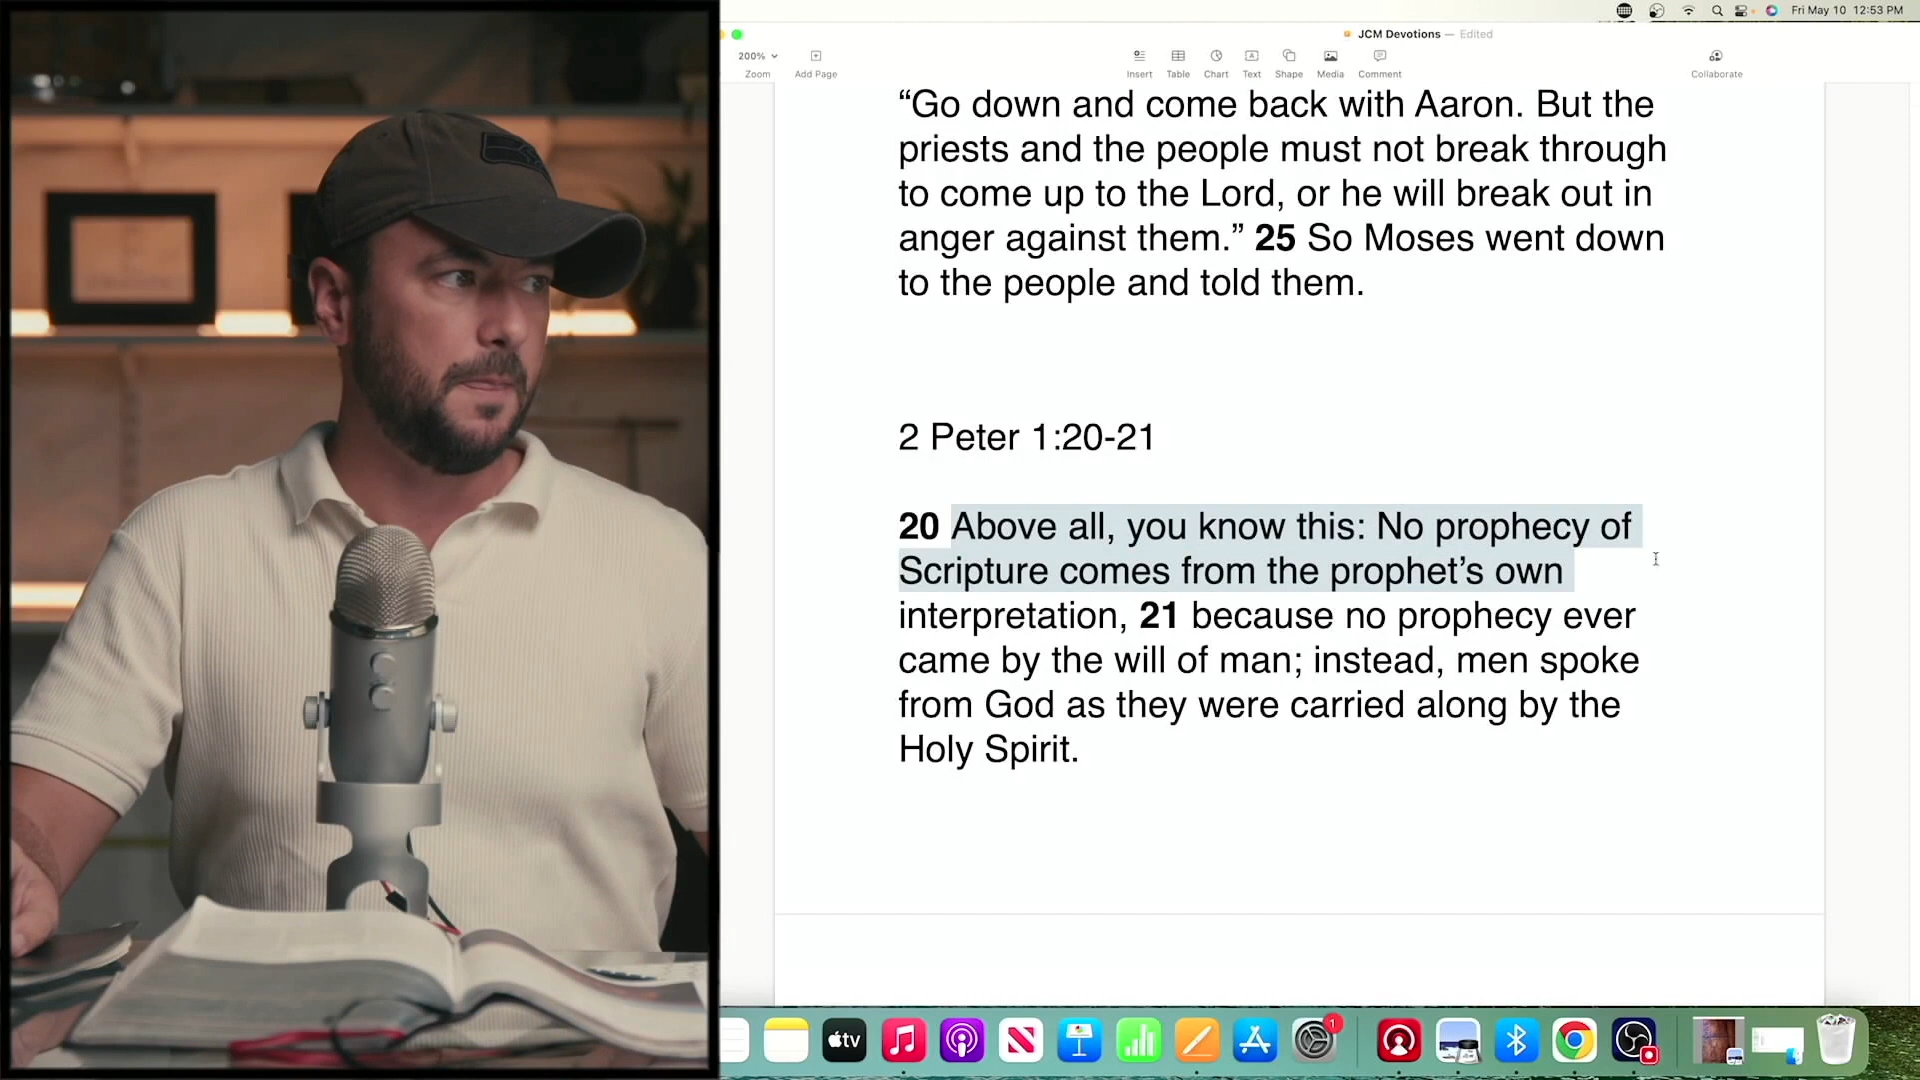 Fri May 10 12:53 PM
JCM Devotions — Edited
200%
Zoom
Add Page
Insert
Table
Chart
Text
Shape
Media
Comment
Collaborate
“Go down and come back with Aaron. But the
priests and the people must not break through
to come up to the Lord, or he will break out in
anger against them.” 25 So Moses went down
to the people and told them.
2 Peter 1:20-21
20 Above all, you know this: No prophecy of
Scripture comes from the prophet’s own
interpretation, 21 because no prophecy ever
came by the will of man; instead, men spoke
from God as they were carried along by the
Holy Spirit.
tv
1